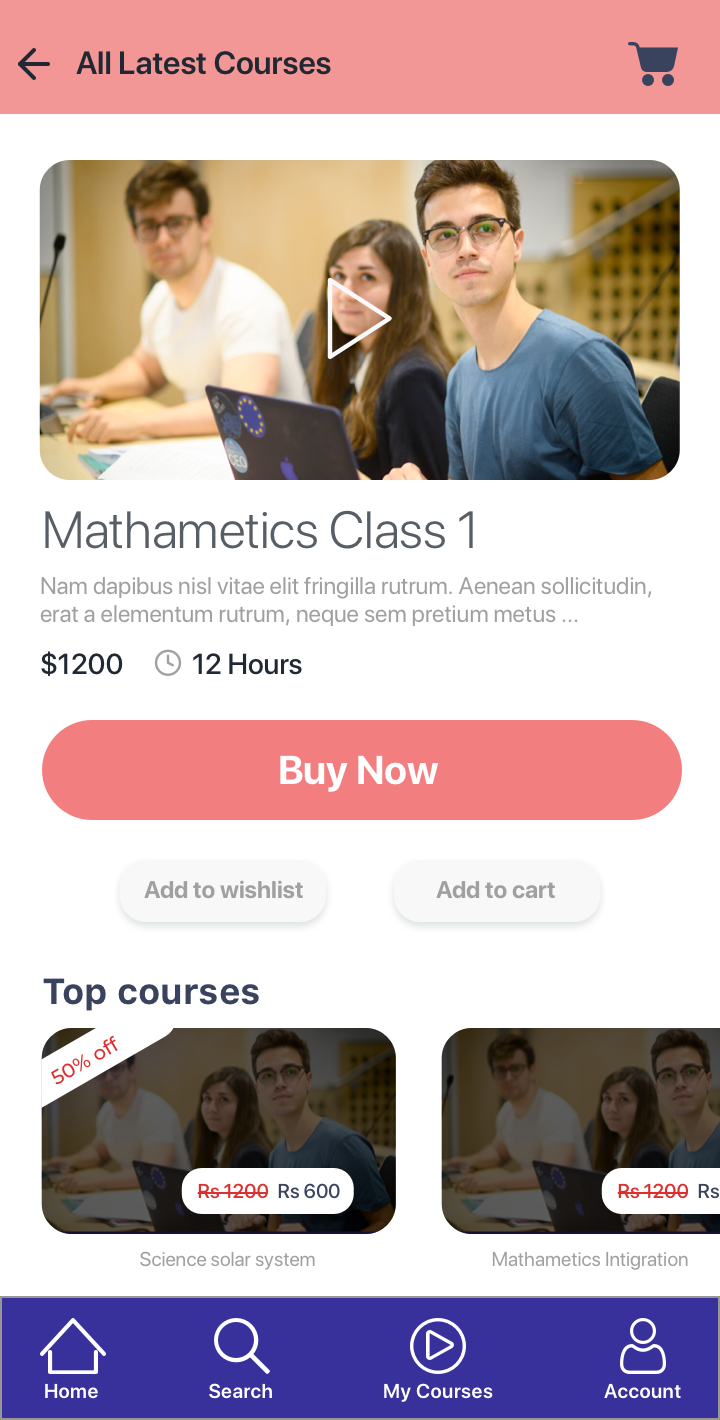 All Latest Courses
Mathametics Class 1
Nam dapibus nisl vitae elit fringilla rutrum. Aenean sollicitudin,
erat a elementum rutrum, neque sem pretium metus ...
$1200 12 Hours
Buy Now
Add to wishlist Add to cart
Top courses
50% off
Rs 1200 Rs 600 Rs 1200 Rs
Science solar system Mathametics Intigration
Home Search My Courses Account